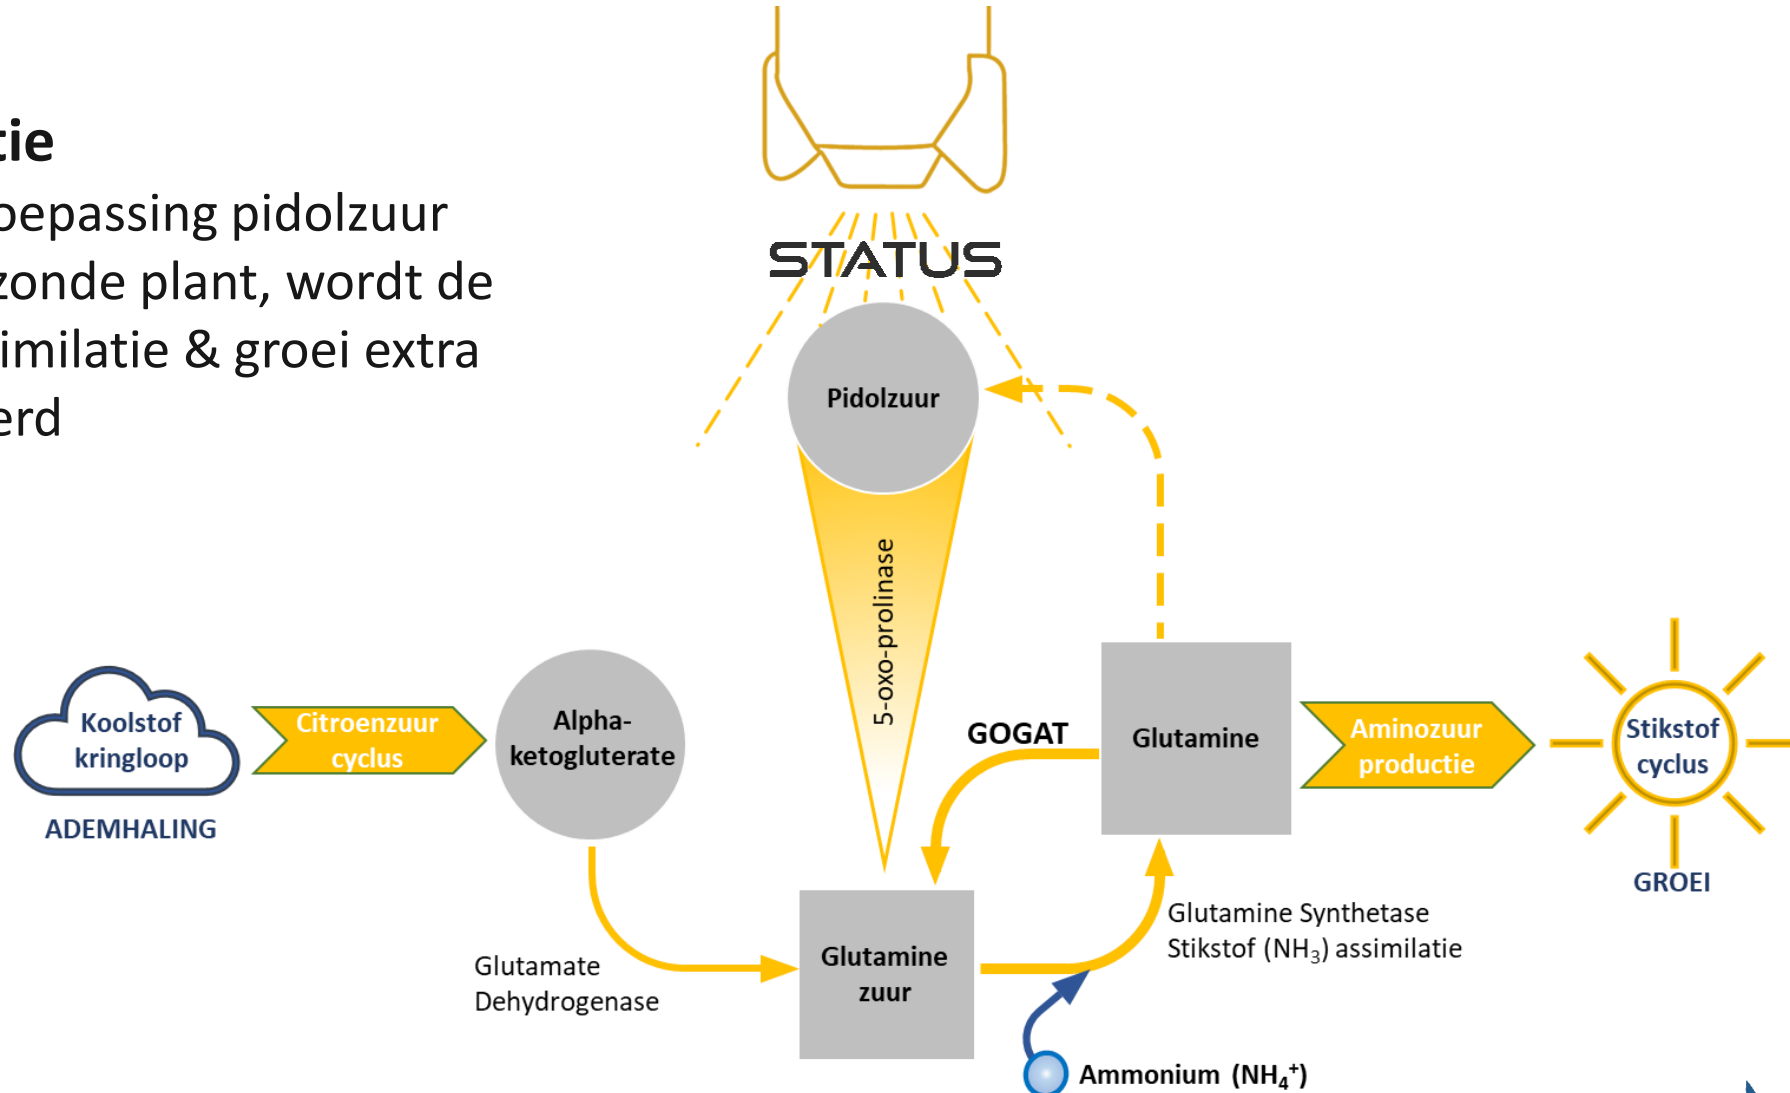 tie
oepassing pidolzuur
zonde plant, wordt de
imilatie & groei extra
erd
STATUS
Pidolzuur
5-oxo-prolinase
Koolstof
kringloop
ADEMHALING
Citroenzuur
cyclus
Alpha-
ketogluterate
GOGAT
Glutamine
Aminozuur
productie
Stikstof
cyclus
GROEI
Glutamate
Dehydrogenase
Glutamine
zuur
Glutamine Synthetase
Stikstof (NH₃) assimilatie
Ammonium (NH₄⁺)